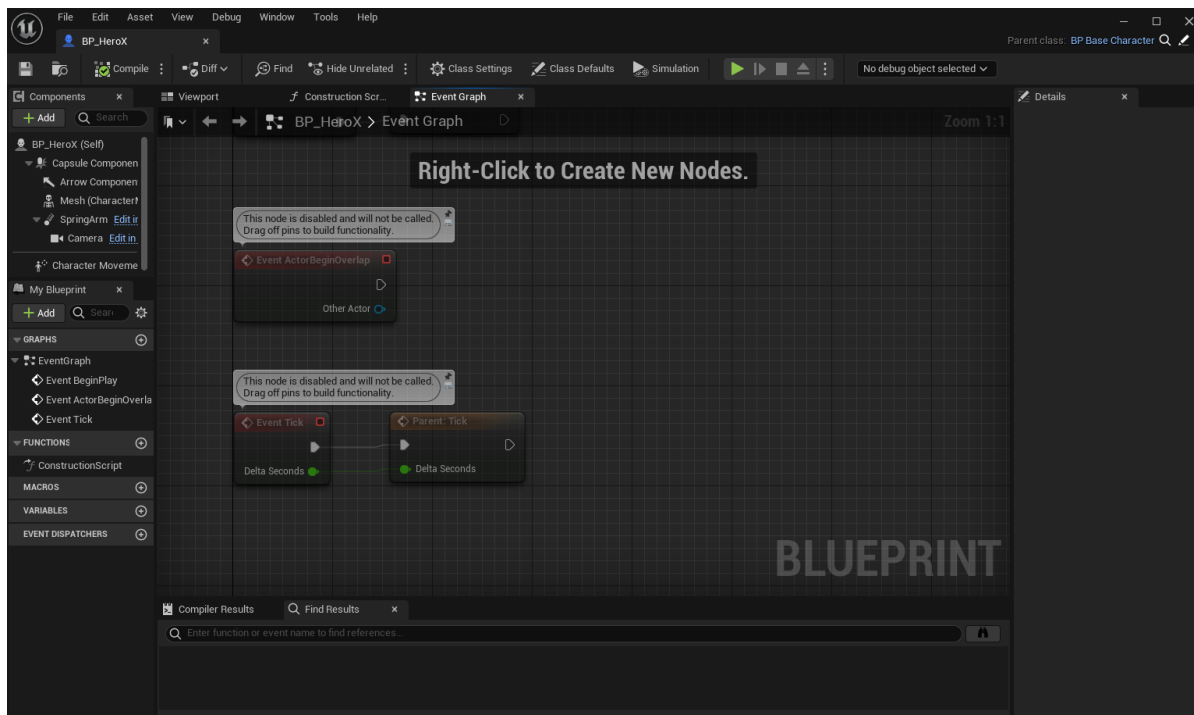 File Edit Asset View Debug Window Tools Help
BP_HeroX
Parent class: BP Base Character
Compile Diff Find Hide Unrelated Class Settings Class Defaults Simulation No debug object selected
Components Viewport Construction Scr... Event Graph Details
+ Add Search BP_HeroX > Event Graph Zoom 1:1
BP_HeroX (Self)
Capsule Componen
Arrow Componen
Mesh (Character
SpringArm Edit in
Camera Edit in
Character Moveme
Right-Click to Create New Nodes.
This node is disabled and will not be called.
Drag off pins to build functionality.
Event ActorBeginOverlap
Other Actor
This node is disabled and will not be called.
Drag off pins to build functionality.
Event Tick Parent: Tick
Delta Seconds Delta Seconds
BLUEPRINT
My Blueprint
+ Add Sear
GRAPHS
EventGraph
Event BeginPlay
Event ActorBeginOverla
Event Tick
FUNCTIONS
ConstructionScript
MACROS
VARIABLES
EVENT DISPATCHERS
Compiler Results Find Results
Enter function or event name to find references...